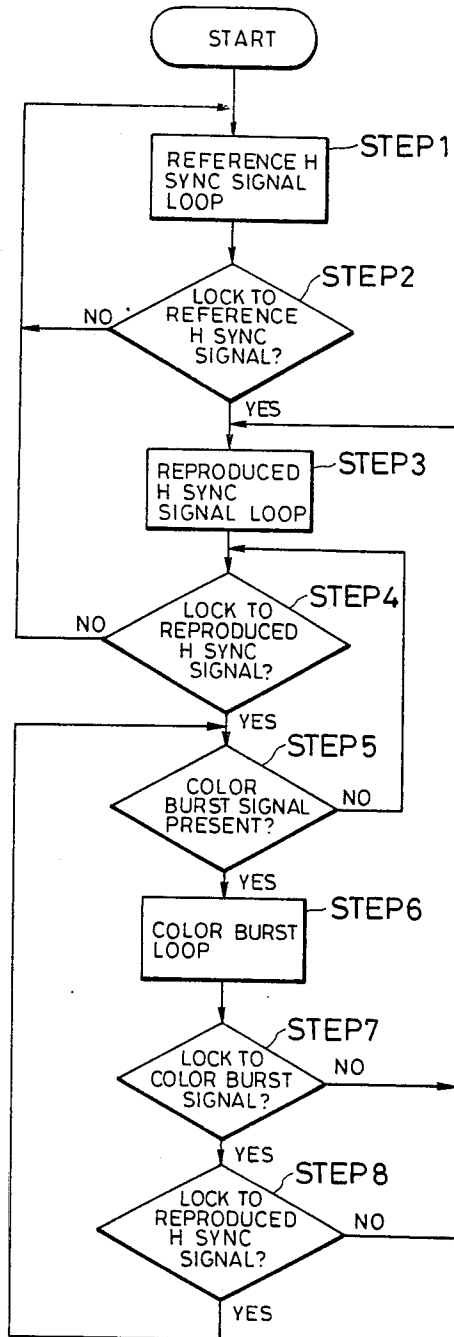 START
STEP1
REFERENCE H
SYNC SIGNAL
LOOP
STEP2
LOCK TO
REFERENCE
H SYNC
SIGNAL?
NO
YES
STEP3
REPRODUCED
H SYNC
SIGNAL LOOP
STEP4
LOCK TO
REPRODUCED
H SYNC
SIGNAL?
NO
YES
STEP5
COLOR
BURST SIGNAL
PRESENT?
NO
YES
STEP6
COLOR BURST
LOOP
STEP7
LOCK TO
COLOR BURST
SIGNAL?
NO
YES
STEP8
LOCK TO
REPRODUCED
H SYNC
SIGNAL?
NO
YES